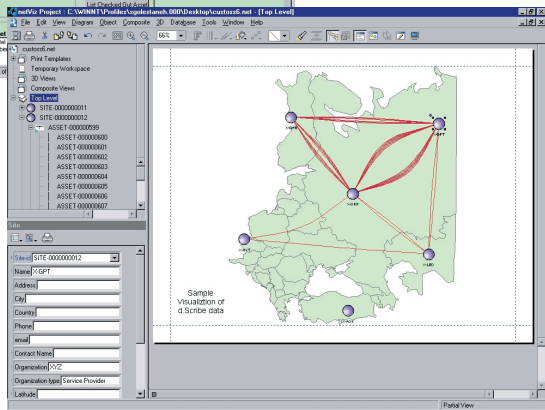 List Checked Out Asset
netViz Project : C:\WINNT\Profiles\sgolestaneh.000\Desktop\custoss6.net - [Top Level]
File Edit View Diagram Object Composite 3D Database Tools Window Help
66%
custoss6.net
Print Templates
Temporary Workspace
3D Views
Composite Views
Top Level
SITE-0000000011
SITE-0000000012
ASSET-000000599
ASSET-000000600
ASSET-000000601
ASSET-000000602
ASSET-000000603
ASSET-000000604
ASSET-000000605
ASSET-000000606
ASSET-000000607
Site
Site-id SITE-0000000012
Name X-GPT
Address
City
Country
Phone
email
Contact Name
Organization XYZ
Organization type Service Provider
Latitude
X-GPT
Sample
Visualiztion of
d.Scribe data
Partial View